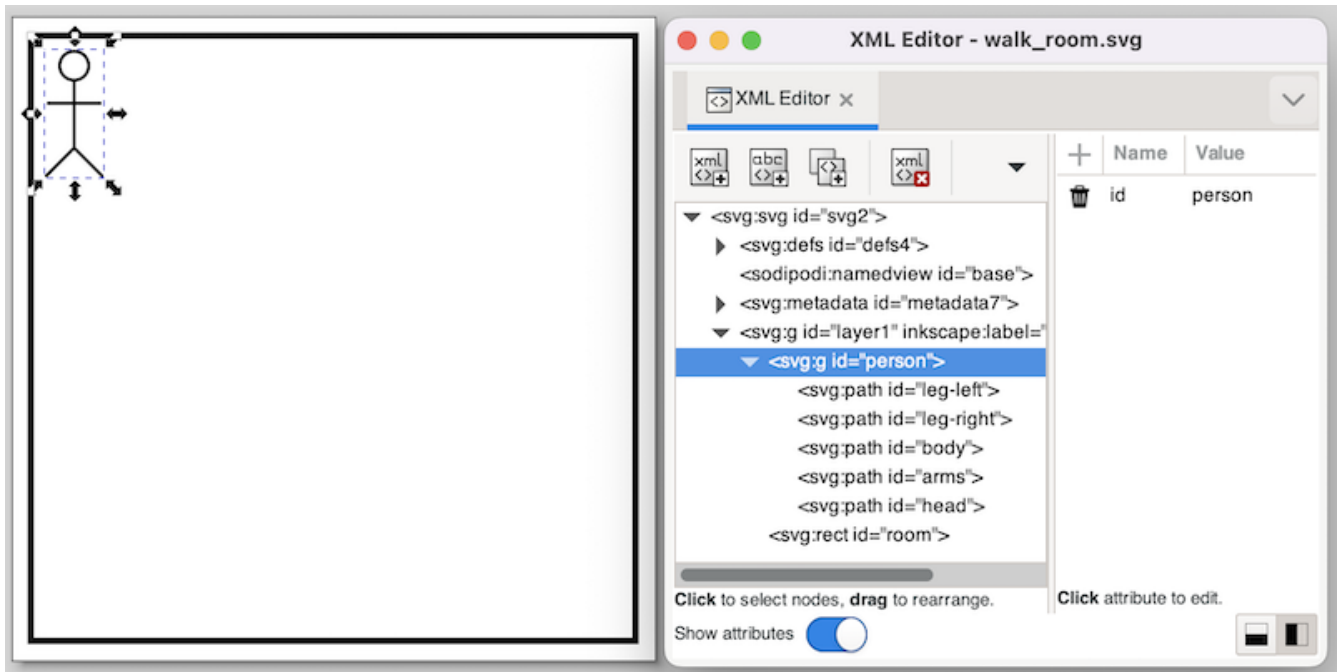 XML Editor - walk_room.svg
XML Editor
xml
abc
xml
Name Value
id person
<svg:svg id="svg2">
<svg:defs id="defs4">
<sodipodi:namedview id="base">
<svg:metadata id="metadata7">
<svg:g id="layer1" inkscape:label="
<svg:g id="person">
<svg:path id="leg-left">
<svg:path id="leg-right">
<svg:path id="body">
<svg:path id="arms">
<svg:path id="head">
<svg:rect id="room">
Click to select nodes, drag to rearrange.
Click attribute to edit.
Show attributes